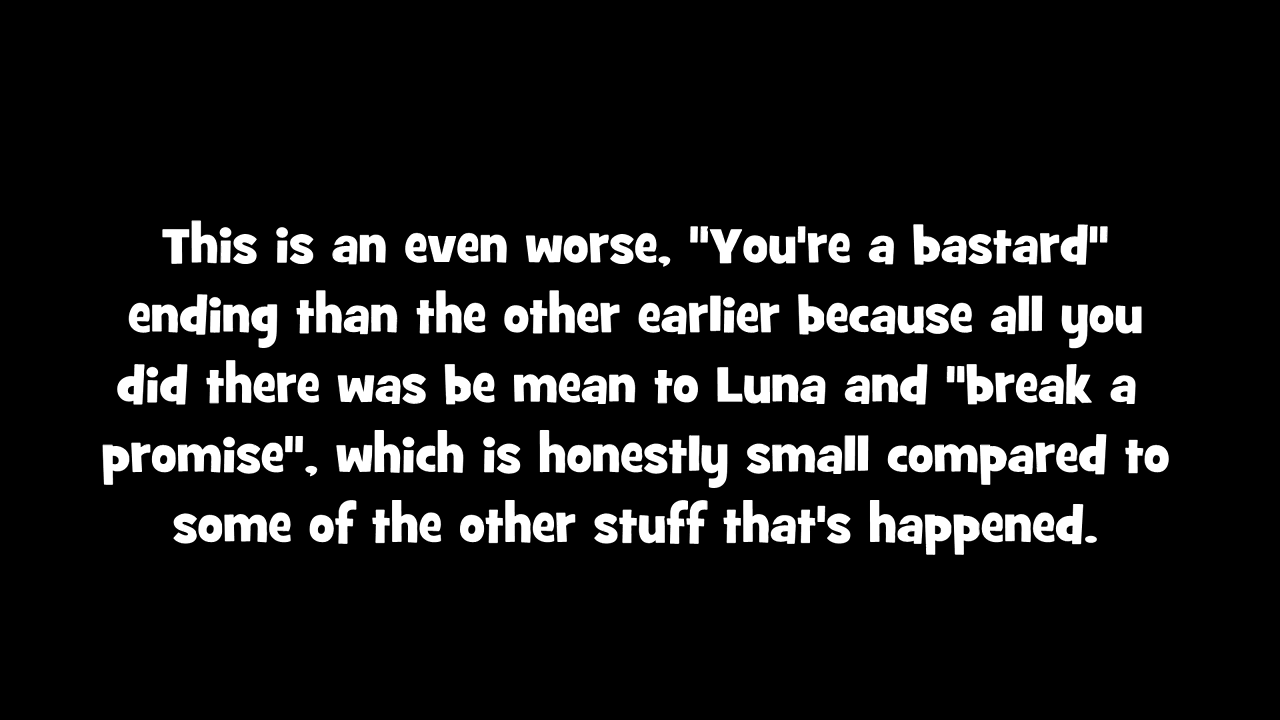 This is an even worse, "You're a bastard"
ending than the other earlier because all you
did there was be mean to Luna and "break a
promise", which is honestly small compared to
some of the other stuff that's happened.